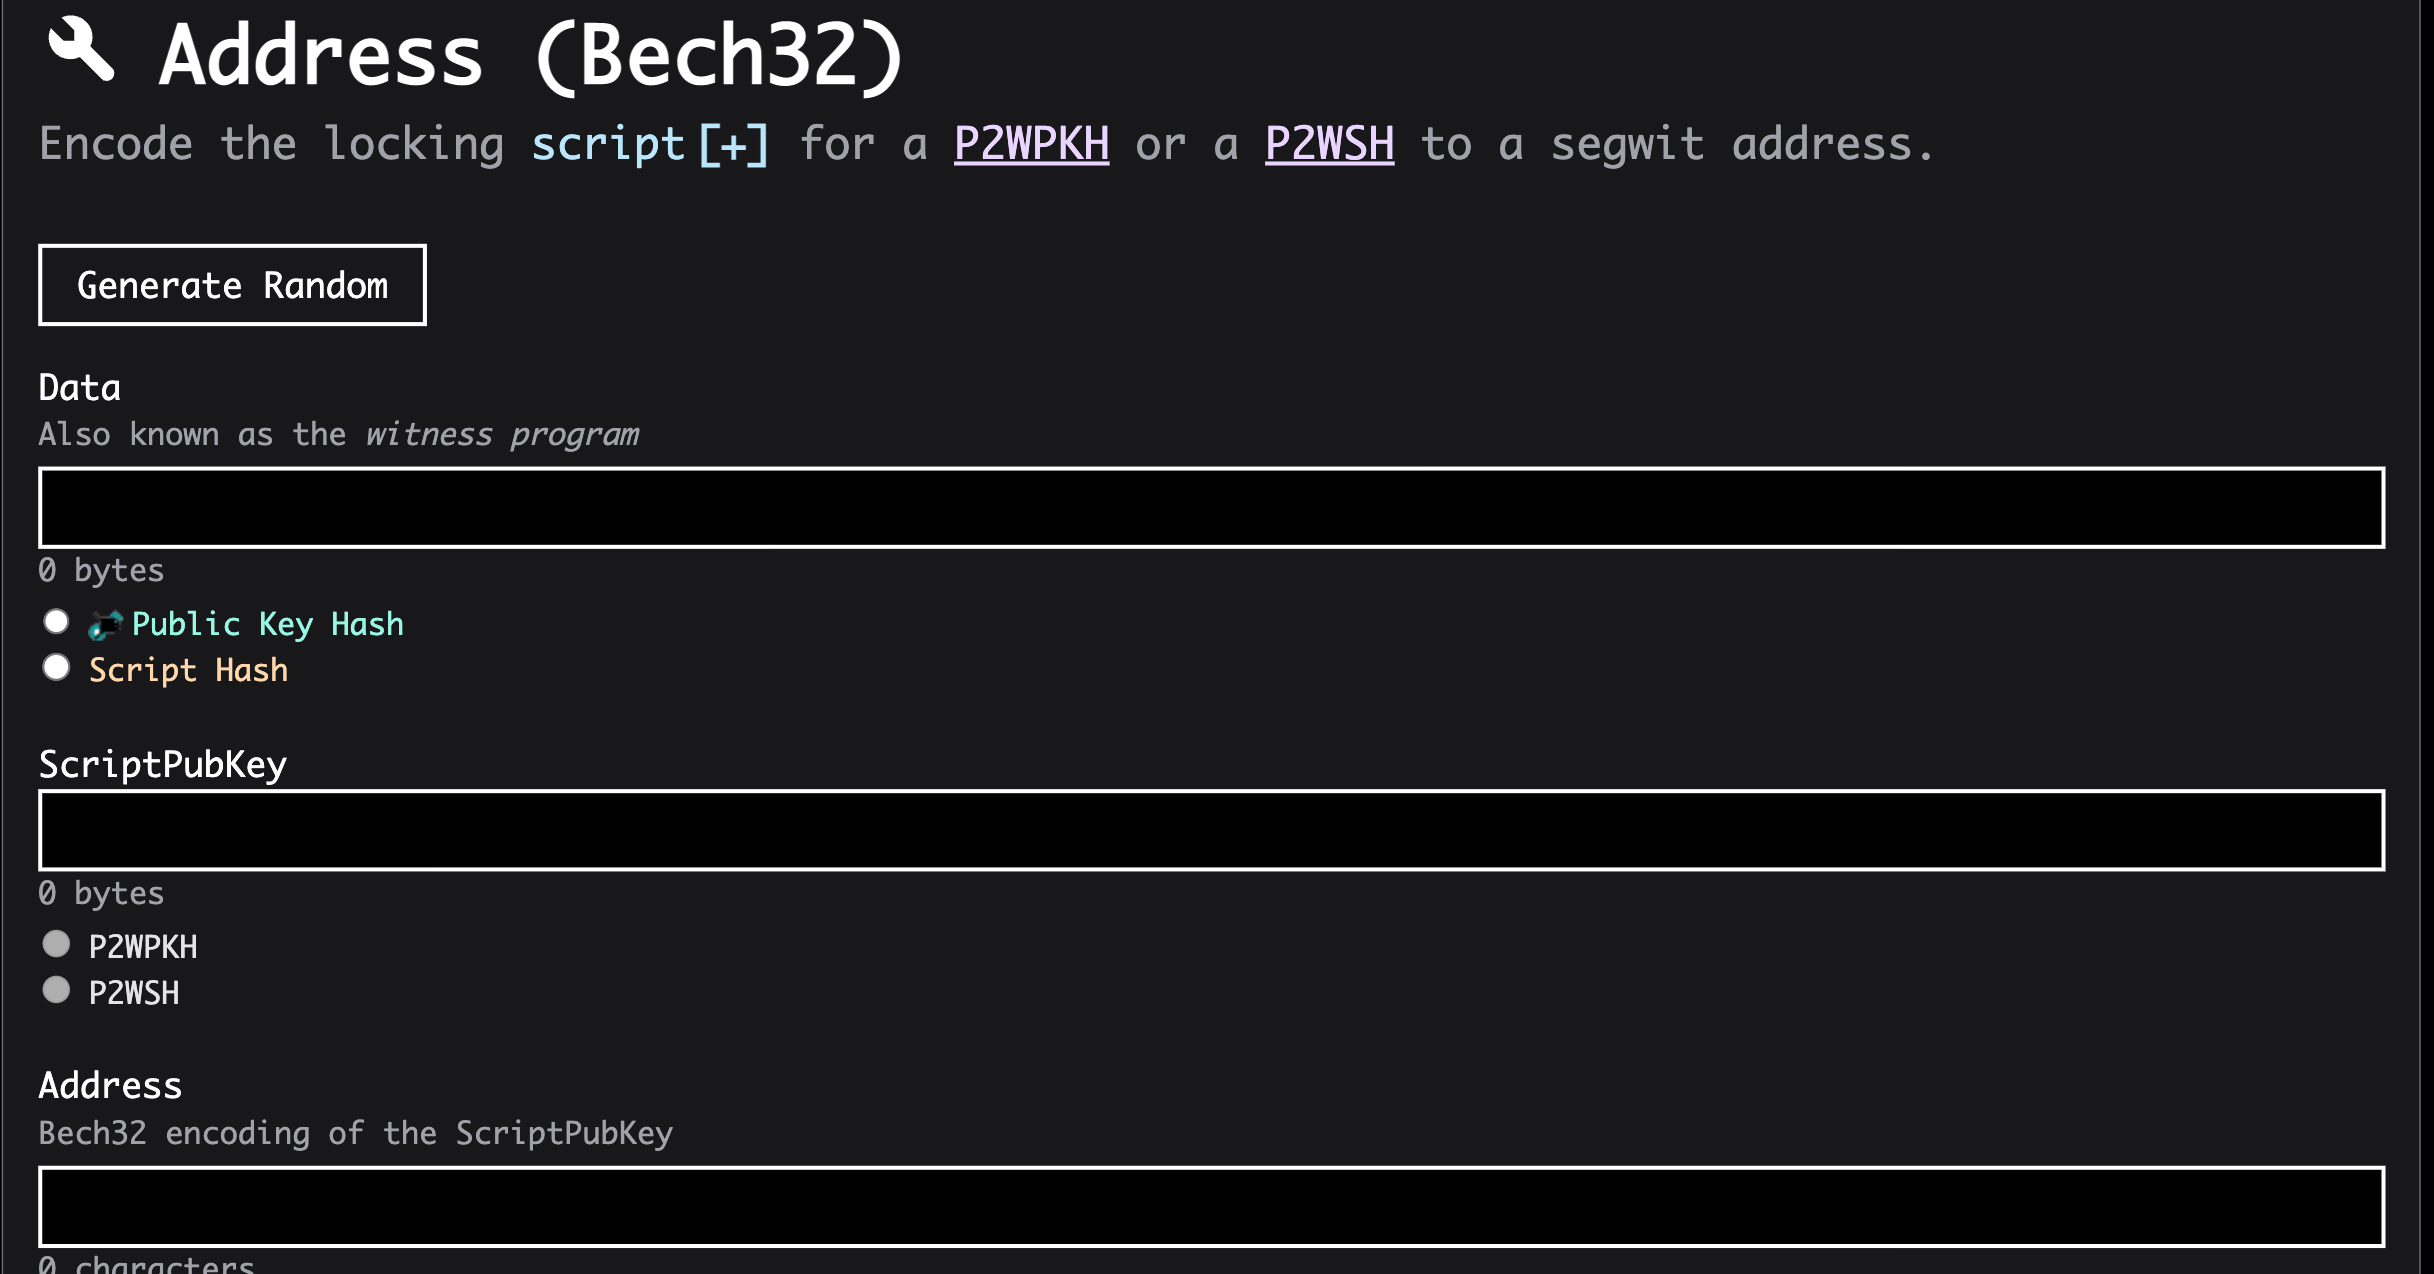 Address (Bech32)
Encode the locking script[+] for a P2WPKH or a P2WSH to a segwit address.
Generate Random
Data
Also known as the witness program
0 bytes
Public Key Hash
Script Hash
ScriptPubKey
0 bytes
P2WPKH
P2WSH
Address
Bech32 encoding of the ScriptPubKey
0 characters